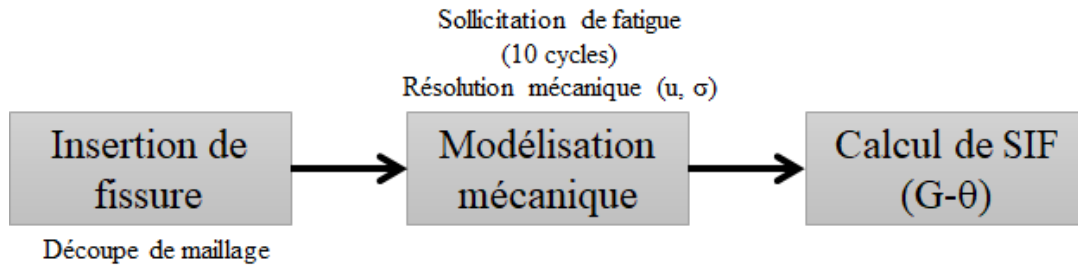 Sollicitation de fatigue
(10 cycles)
Résolution mécanique (u, σ)
Insertion de
fissure
Modélisation
mécanique
Calcul de SIF
(G-θ)
Découpe de maillage